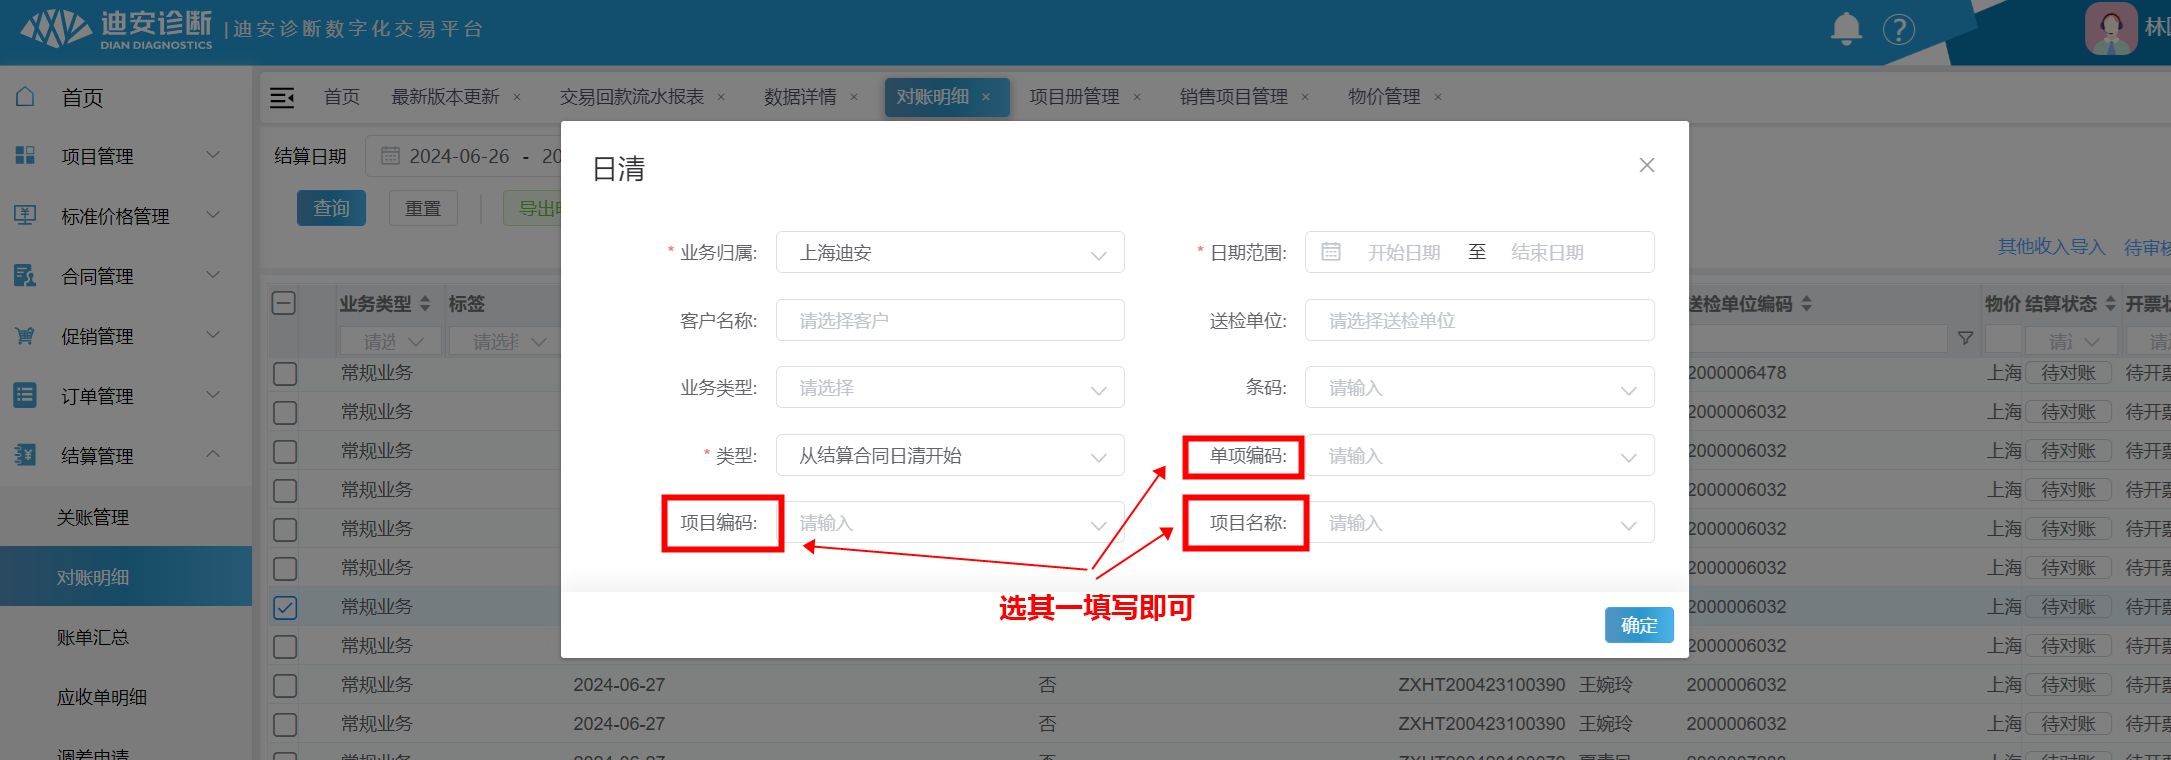 迪安诊断
DIAN DIAGNOSTICS
|迪安诊断数字化交易平台
?
首页
项目管理
标准价格管理
合同管理
促销管理
订单管理
结算管理
关账管理
对账明细
账单汇总
应收单明细
调差申请
首页 最新版本更新 × 交易回款流水报表 × 数据详情 × 对账明细 × 项目册管理 × 销售项目管理 × 物价管理 ×
结算日期 2024-06-26 - 20
查询 重置 导出
其他收入导入 待审核
业务类型 标签 送检单位编码 物价 结算状态 开票状
请选 请选择
常规业务 2000006478 上海 待对账 待开票
常规业务 2000006032 上海 待对账 待开票
常规业务 2000006032 上海 待对账 待开票
常规业务 2000006032 上海 待对账 待开票
常规业务 2000006032 上海 待对账 待开票
常规业务 2000006032 上海 待对账 待开票
常规业务 2000006032 上海 待对账 待开票
常规业务 2000006032 上海 待对账 待开票
常规业务 2024-06-27 否 ZXHT200423100390 王婉玲 2000006032 上海 待对账 待开票
常规业务 2024-06-27 否 ZXHT200423100390 王婉玲 2000006032 上海 待对账 待开票
日清
* 业务归属: 上海迪安
* 日期范围: 开始日期 至 结束日期
客户名称: 请选择客户
送检单位: 请选择送检单位
业务类型: 请选择
条码: 请输入
* 类型: 从结算合同日清开始
单项编码: 请输入
项目编码: 请输入
项目名称: 请输入
选其一填写即可
确定